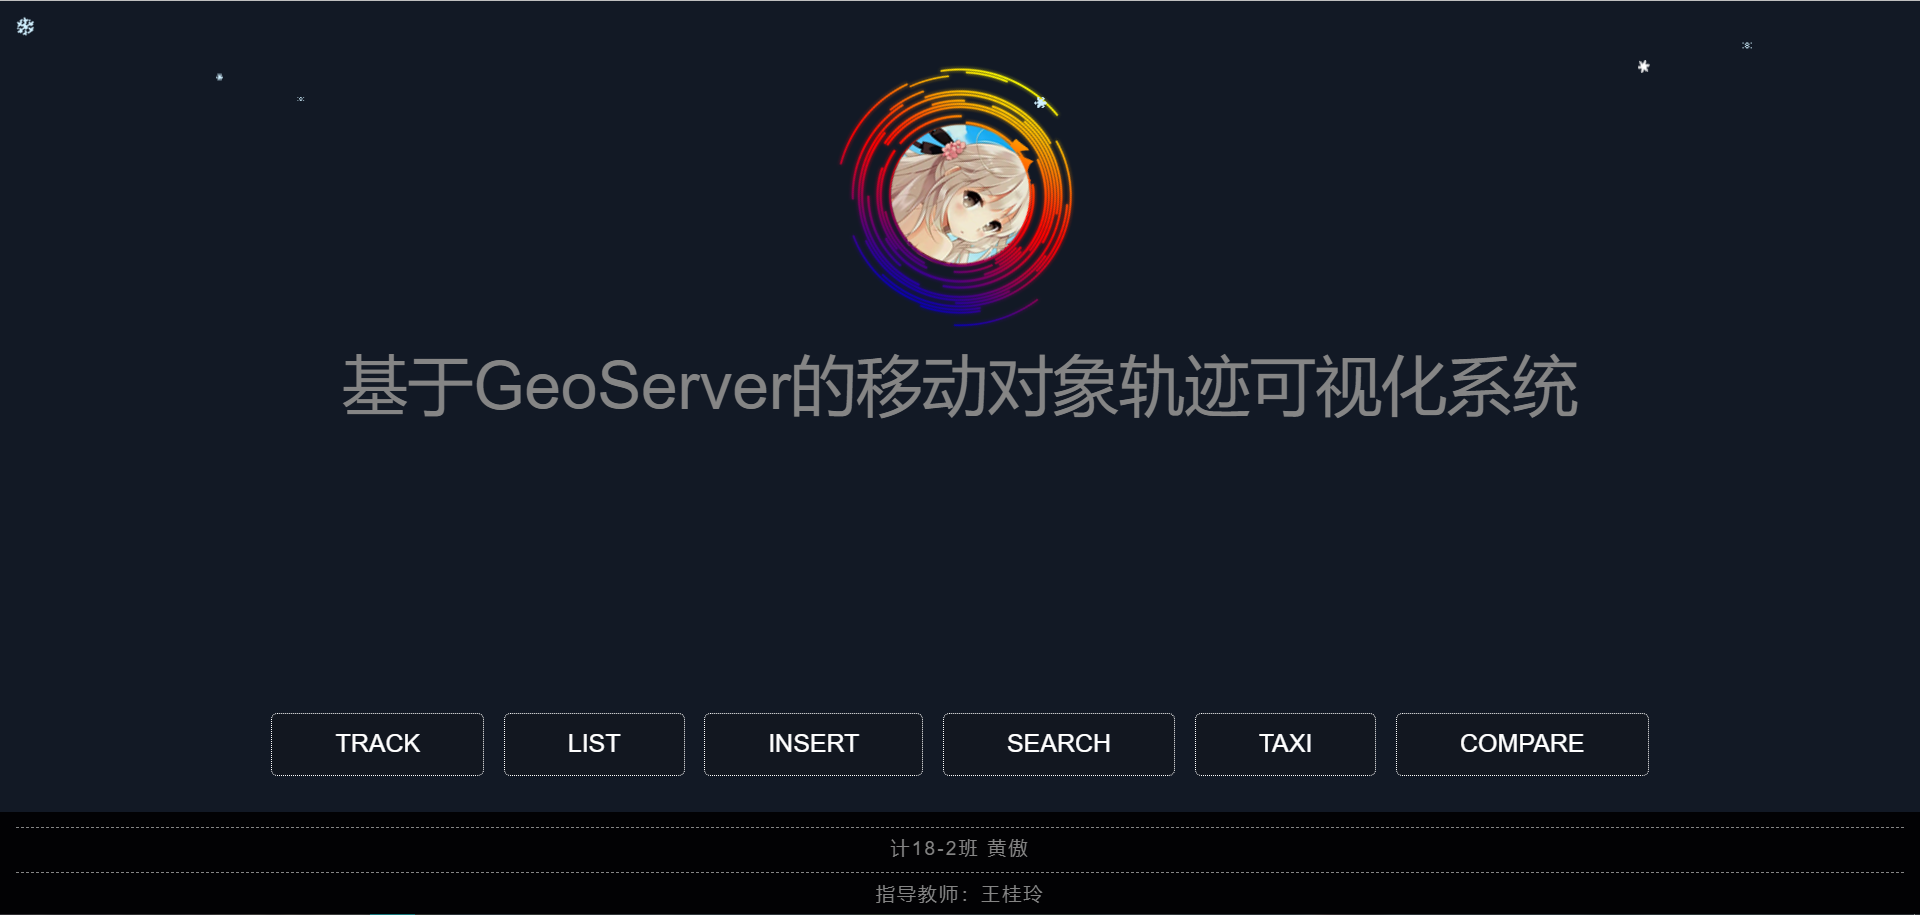 基于GeoServer的移动对象轨迹可视化系统
TRACK LIST INSERT SEARCH TAXI COMPARE
计18-2班 黄傲
指导教师：王桂玲